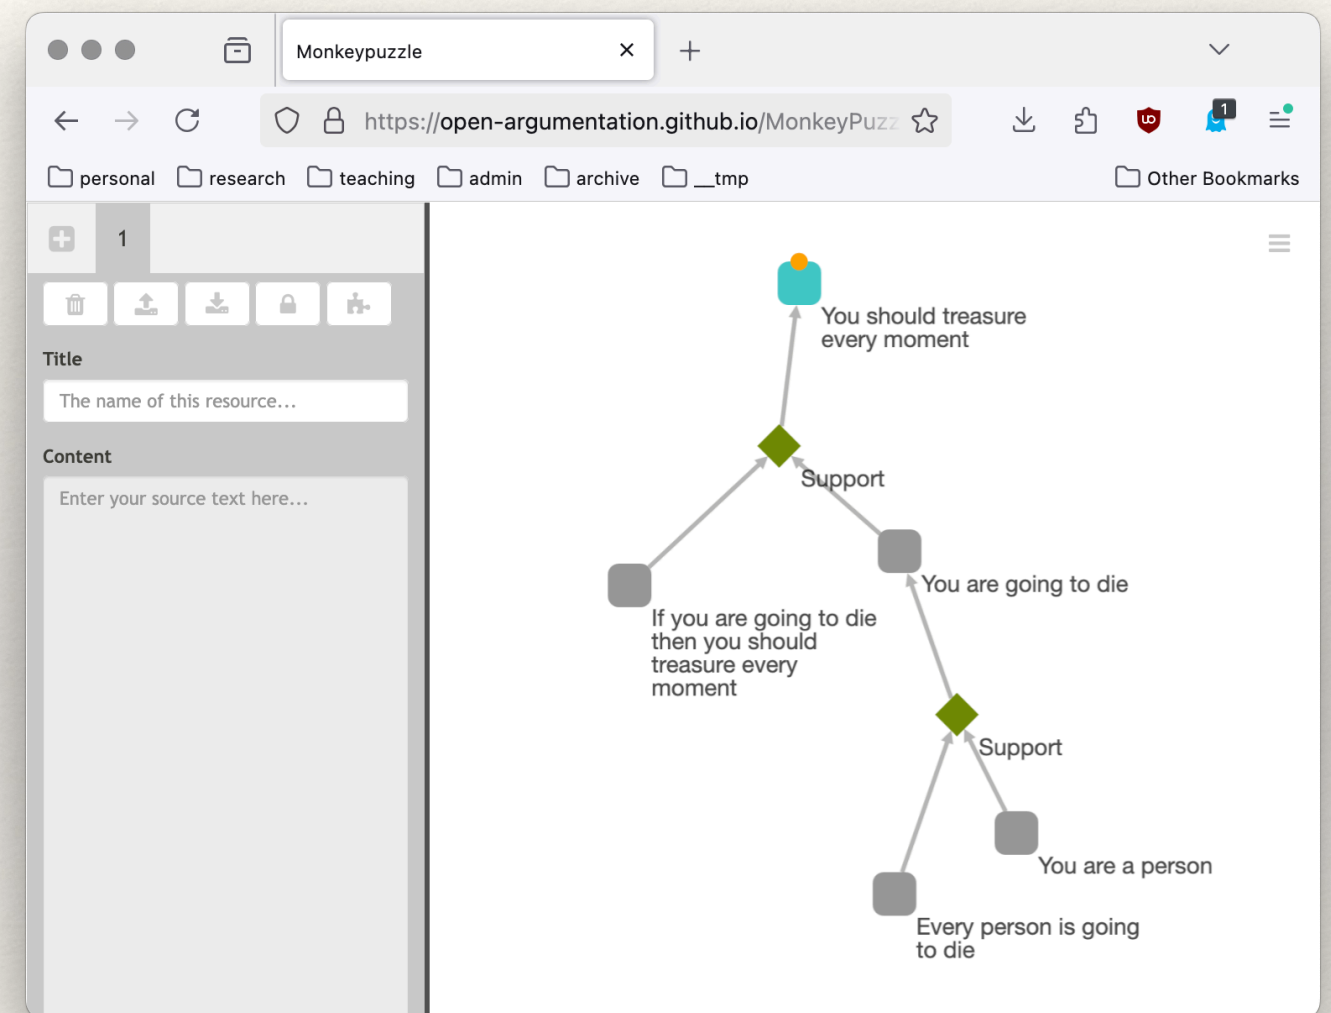 Monkeypuzzle
https://open-argumentation.github.io/MonkeyPuzz
1
personal
research
teaching
admin
archive
__tmp
Other Bookmarks
1
Title
The name of this resource...
Content
Enter your source text here...
You should treasure
every moment
Support
You are going to die
If you are going to die
then you should
treasure every
moment
Support
You are a person
Every person is going
to die